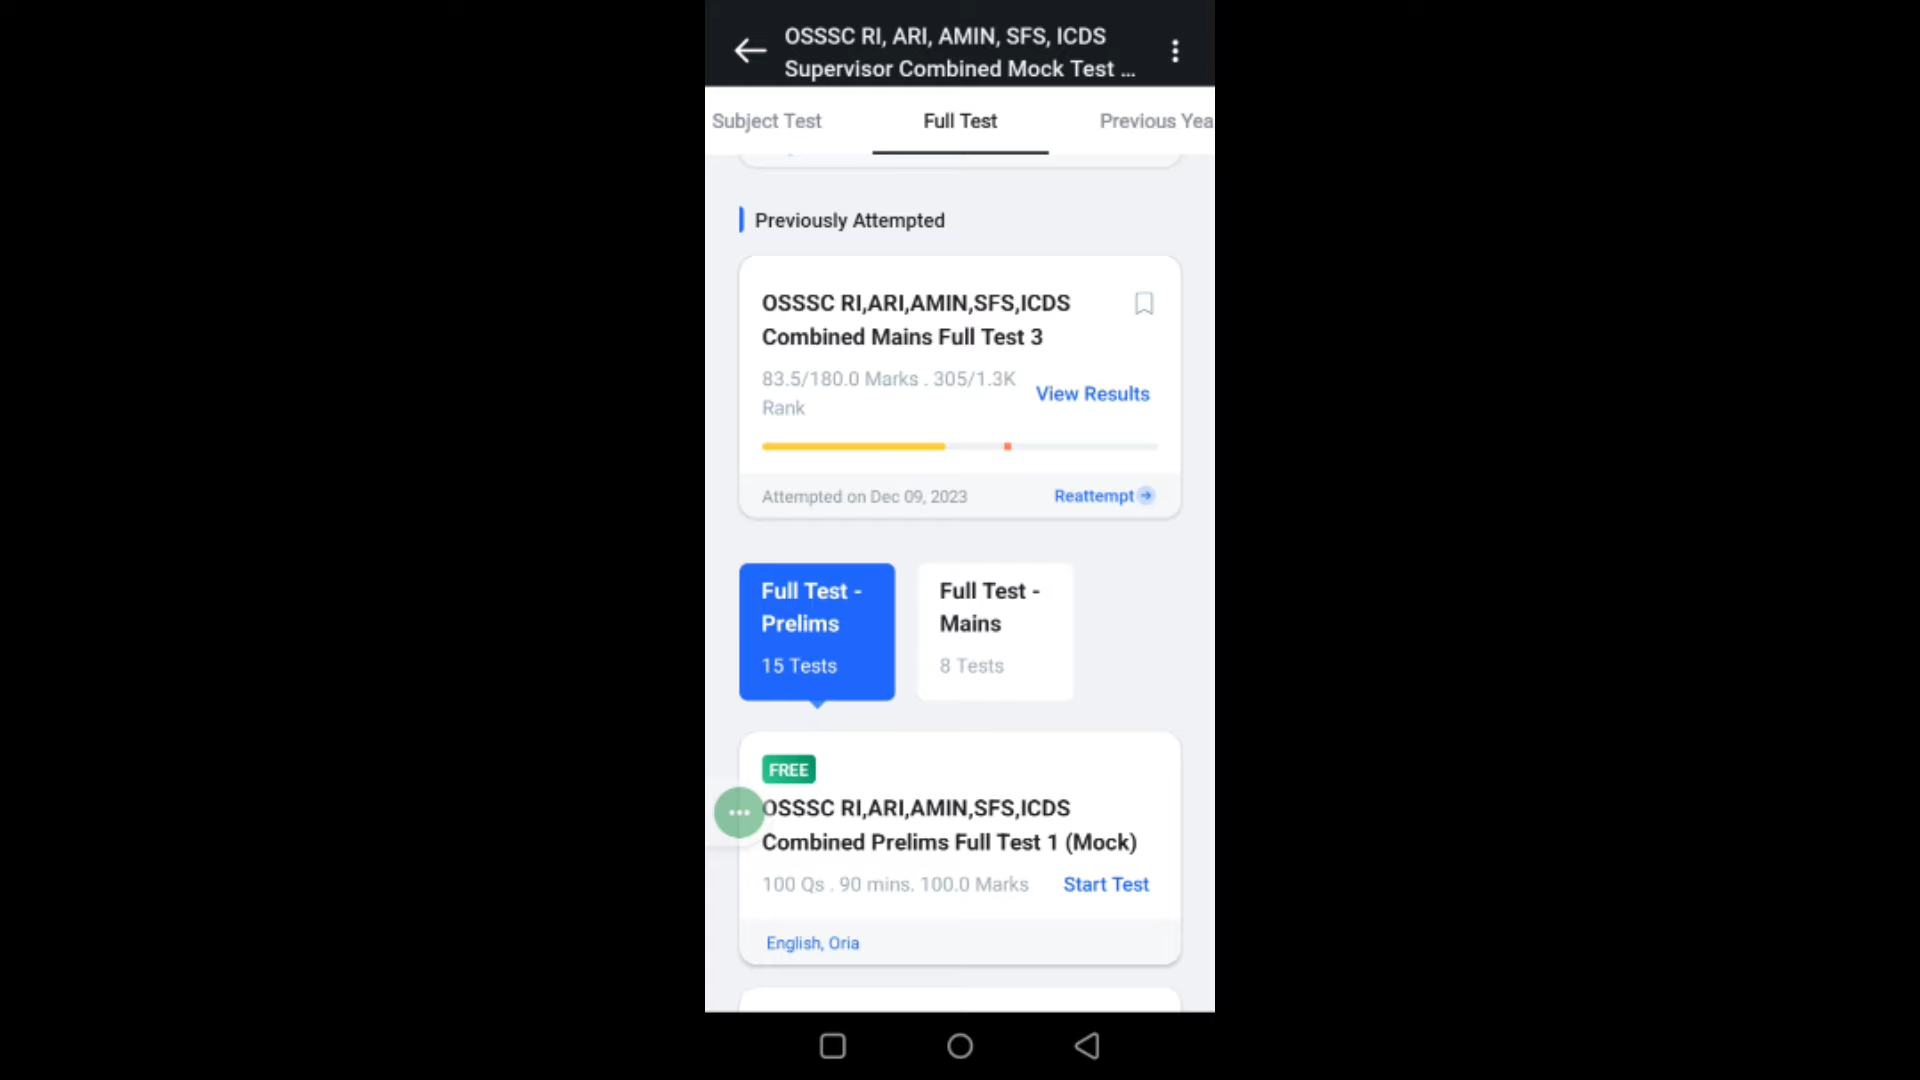 OSSSC RI, ARI, AMIN, SFS, ICDS
Supervisor Combined Mock Test ...
Subject Test
Full Test
Previous Yea
Previously Attempted
OSSSC RI,ARI,AMIN,SFS,ICDS
Combined Mains Full Test 3
83.5/180.0 Marks . 305/1.3K
Rank
View Results
Attempted on Dec 09, 2023
Reattempt
Full Test -
Prelims
15 Tests
Full Test -
Mains
8 Tests
FREE
OSSSC RI,ARI,AMIN,SFS,ICDS
Combined Prelims Full Test 1 (Mock)
100 Qs . 90 mins. 100.0 Marks
Start Test
English, Oria